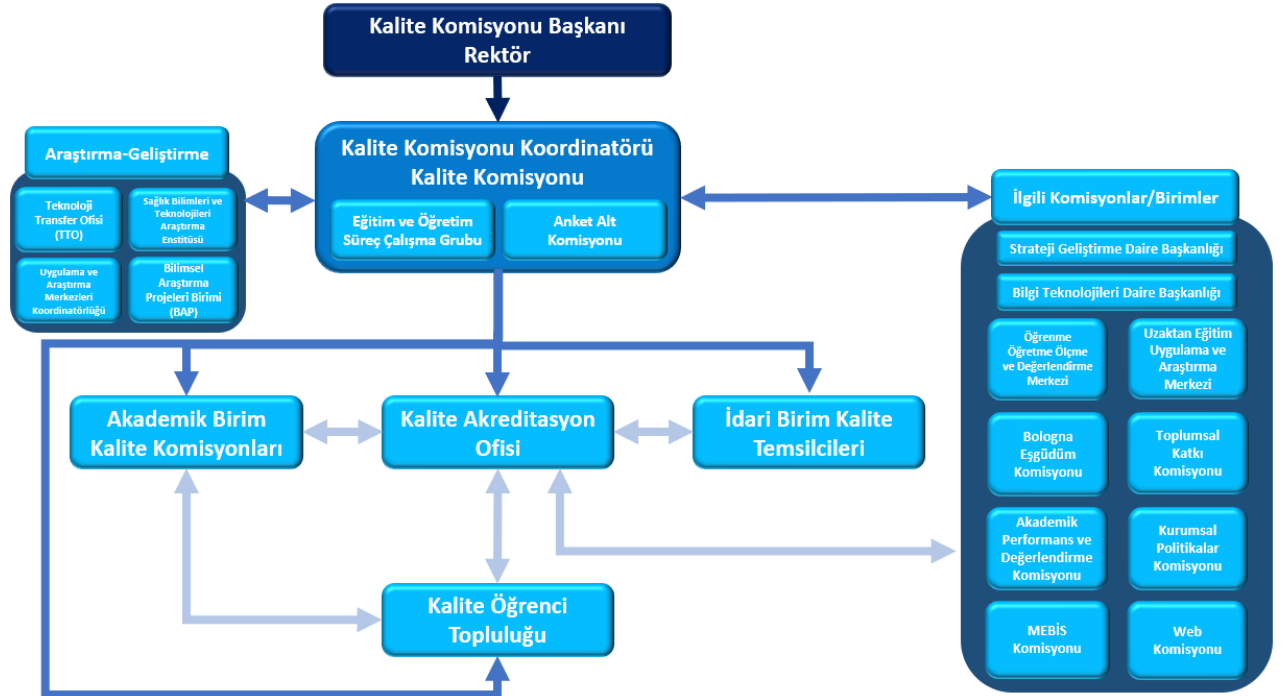 Kalite Komisyonu Başkanı
Rektör
Kalite Komisyonu Koordinatörü
Kalite Komisyonu
Eğitim ve Öğretim
Süreç Çalışma Grubu
Anket Alt
Komisyonu
Araştırma-Geliştirme
Teknoloji
Transfer Ofisi
(TTO)
Sağlık Bilimleri ve
Teknolojileri
Araştırma
Enstitüsü
Uygulama ve
Araştırma
Merkezleri
Koordinatörlüğü
Bilimsel
Araştırma
Projeleri Birimi
(BAP)
İlgili Komisyonlar/Birimler
Strateji Geliştirme Daire Başkanlığı
Bilgi Teknolojileri Daire Başkanlığı
Öğrenme
Öğretme Ölçme
ve Değerlendirme
Merkezi
Uzaktan Eğitim
Uygulama ve
Araştırma
Merkezi
Bologna
Eşgüdüm
Komisyonu
Toplumsal
Katkı
Komisyonu
Akademik
Performans ve
Değerlendirme
Komisyonu
Kurumsal
Politikalar
Komisyonu
MEBİS
Komisyonu
Web
Komisyonu
Akademik Birim
Kalite Komisyonları
Kalite Akreditasyon
Ofisi
İdari Birim Kalite
Temsilcileri
Kalite Öğrenci
Topluluğu